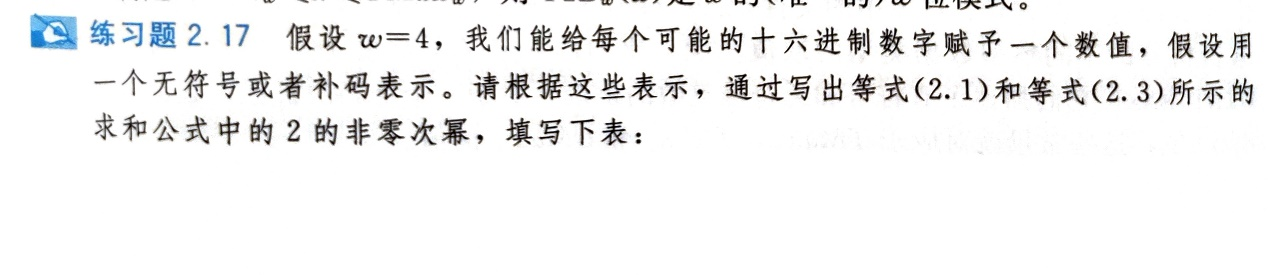 练习题 2.17 假设 w=4，我们能给每个可能的十六进制数字赋予一个数值，假设用
一个无符号或者补码表示。请根据这些表示，通过写出等式(2.1)和等式(2.3)所示的
求和公式中的 2 的非零次幂，填写下表：